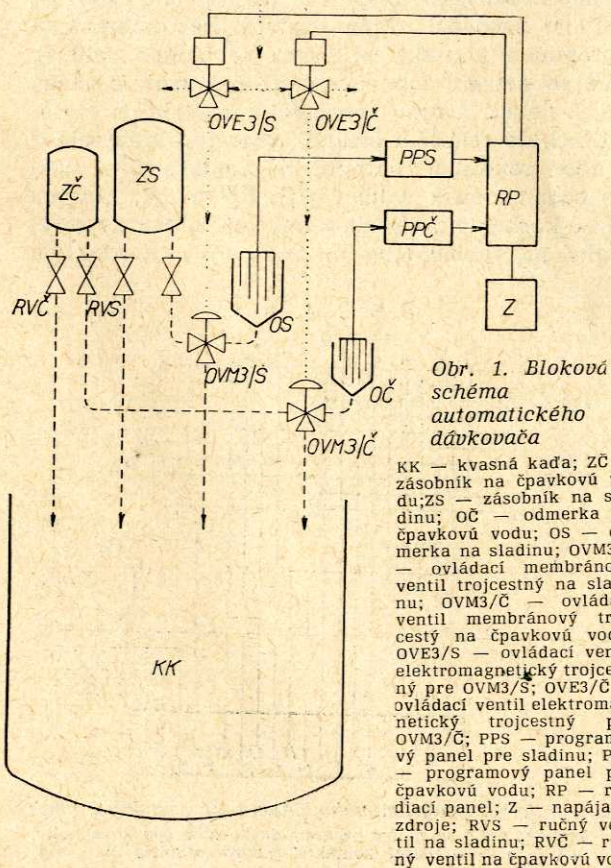 OVE3/S
OVE3/Č
ZČ
ZS
PPS
PPČ
RP
Z
RVČ
RVS
OS
OVM3/S
OČ
OVM3/Č
KK
Obr. 1. Bloková
schéma
automatického
dávkovača
KK — kvasná kaďa; ZČ
zásobník na čpavkovú v
du;ZS — zásobník na s
dinu; OČ — odmerka
čpavkovú vodu; OS — o
merka na sladinu; OVM3
— ovládací membráno
ventil trojcestný na sla
nu; OVM3/Č — ovláda
ventil membránový tr
cestý na čpavkovú vod
OVE3/S — ovládací ven
elektromagnetický trojce
ný pre OVM3/S; OVE3/Č
ovládací ventil elektroma
netický trojcestný p
OVM3/Č; PPS — program
vý panel pre sladinu; P
— programový panel p
čpavkovú vodu; RP — r
diaci panel; Z — napája
zdroje; RVS — ručný ve
til na sladinu; RVČ — r
ný ventil na čpavkovú vo